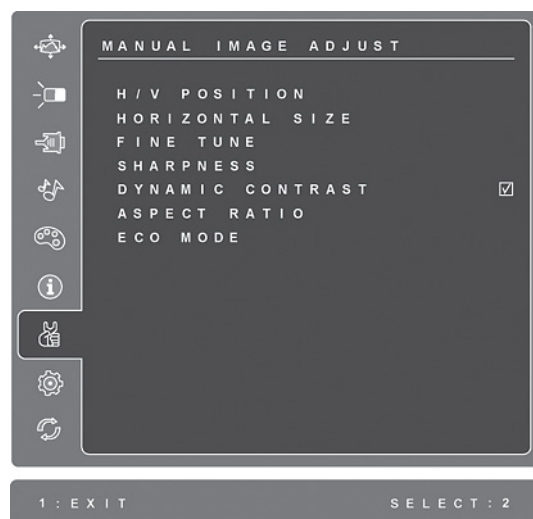 MANUAL IMAGE ADJUST
H/V POSITION
HORIZONTAL SIZE
FINE TUNE
SHARPNESS
DYNAMIC CONTRAST
ASPECT RATIO
ECO MODE
1:EXIT SELECT:2